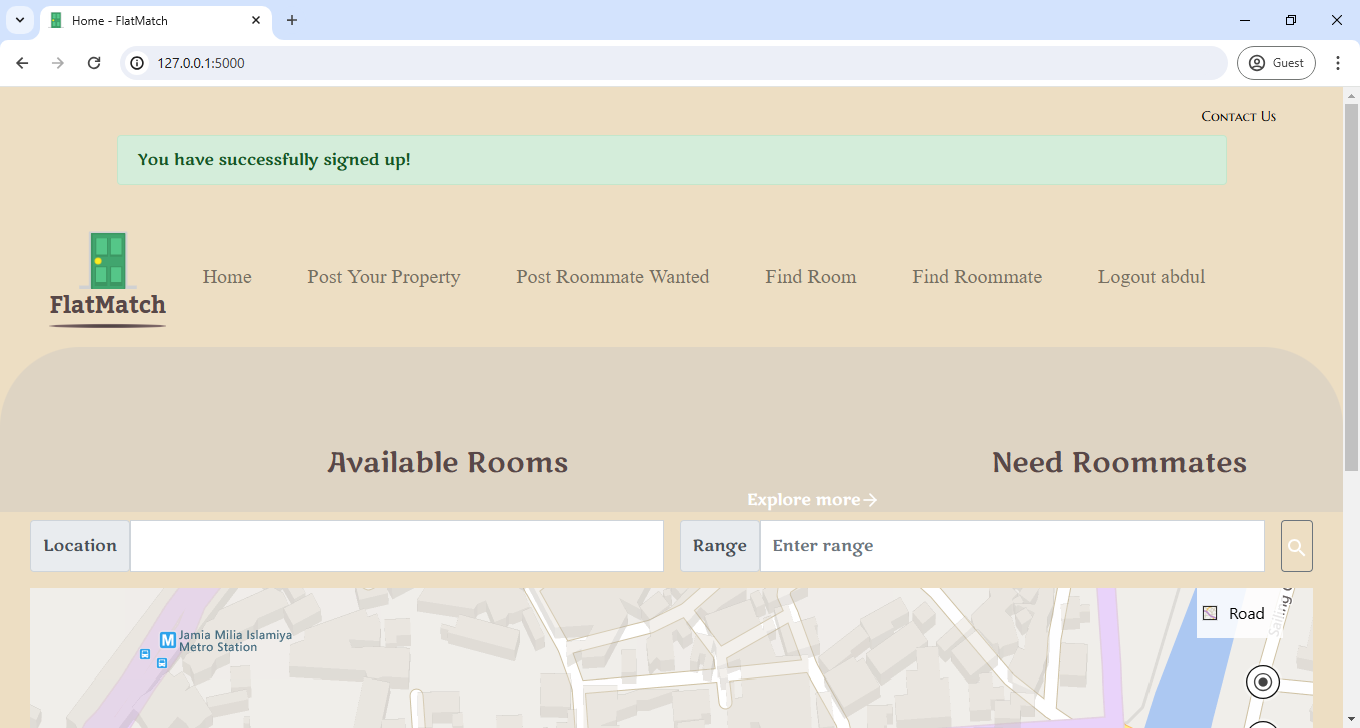 Home - FlatMatch
127.0.0.1:5000
Guest
Contact Us
You have successfully signed up!
FlatMatch
Home
Post Your Property
Post Roommate Wanted
Find Room
Find Roommate
Logout abdul
Available Rooms
Need Roommates
Explore more→
Location
Range
Enter range
Road
M
Jamia Milia Islamiya
Metro Station